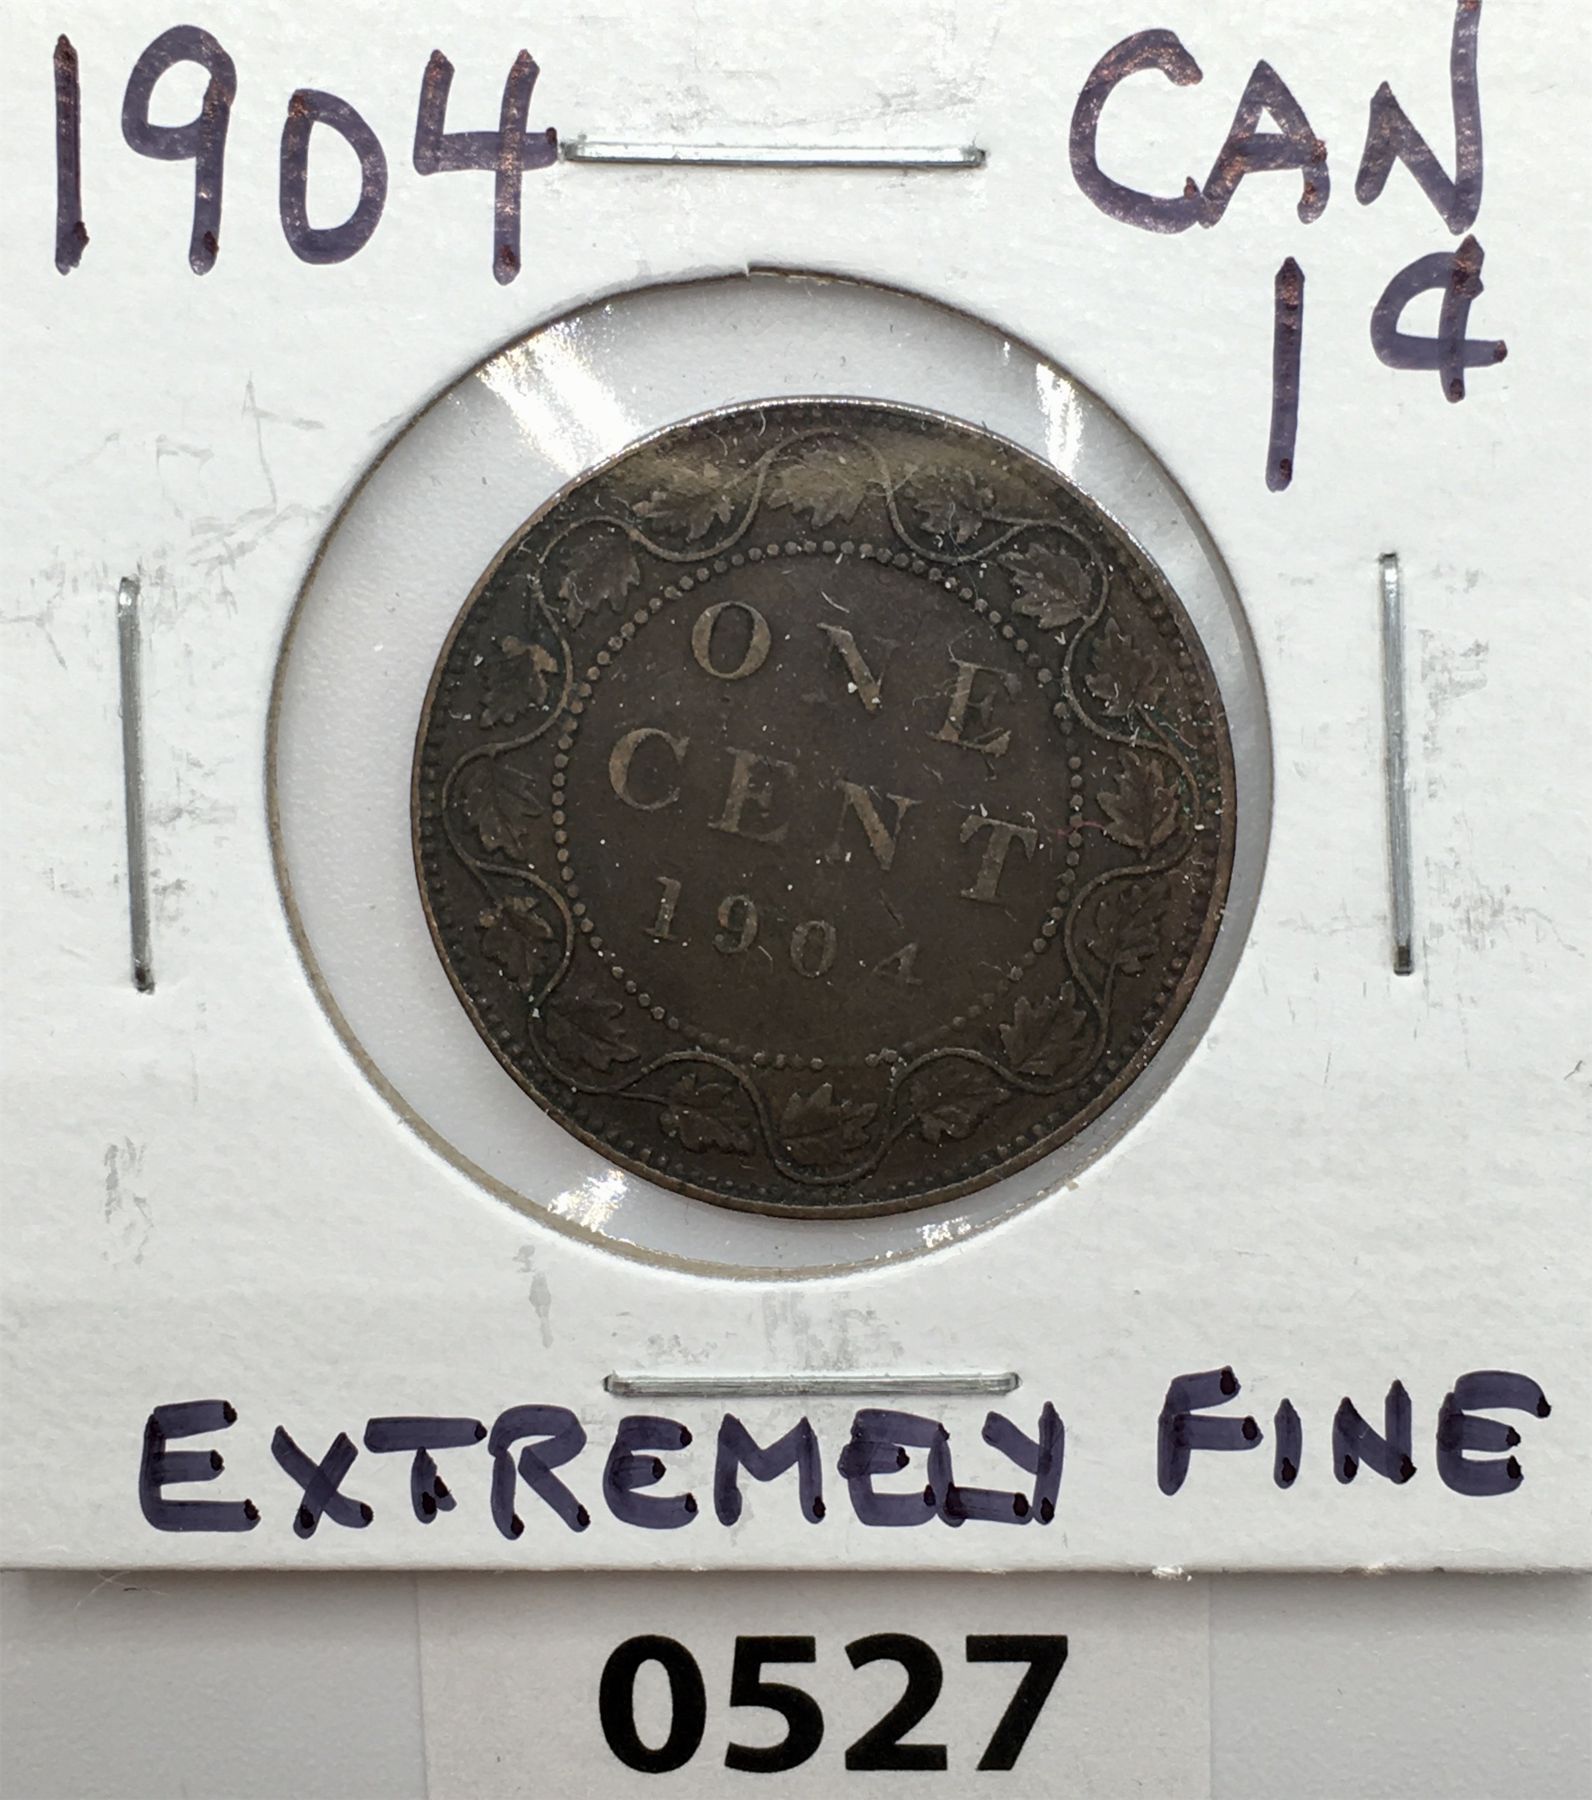 1904 CAN
1¢
ONE
CENT
1904
EXTREMELY FINE
0527